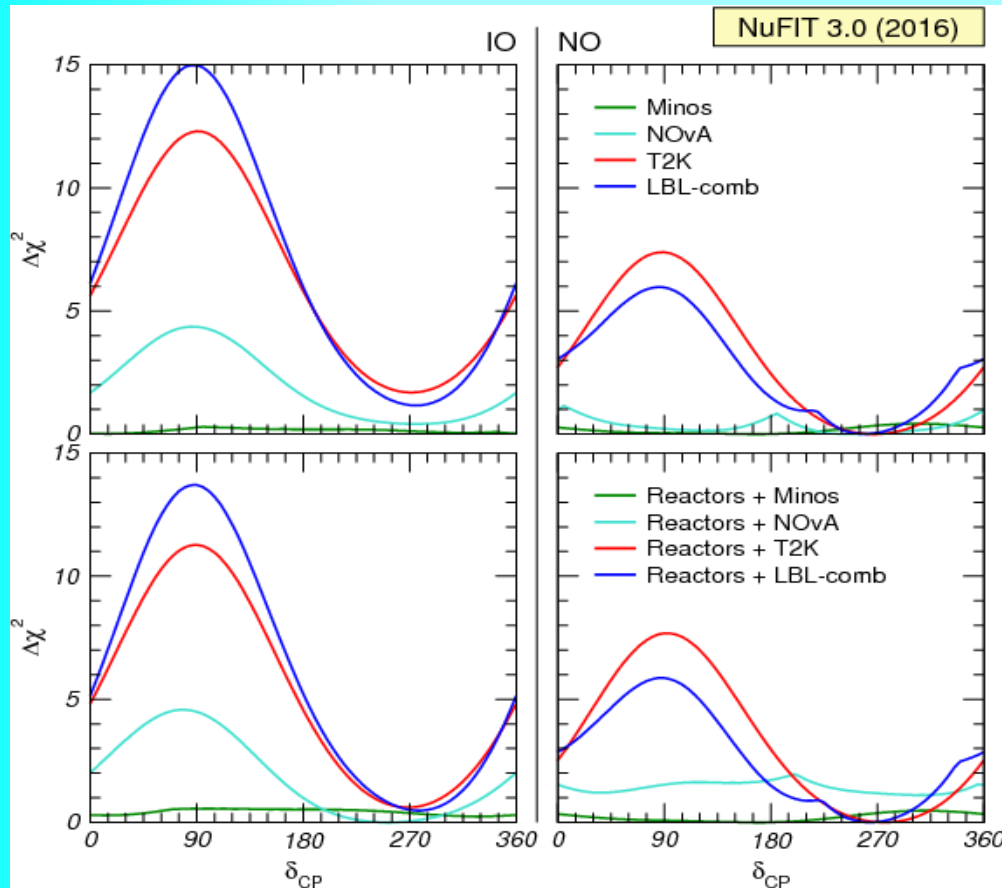 NuFIT 3.0 (2016)
IO NO
15
10
5
0
Δχ²
Minos
NOvA
T2K
LBL-comb
15
10
5
0
Δχ²
Reactors + Minos
Reactors + NOvA
Reactors + T2K
Reactors + LBL-comb
0 90 180 270 360 0 90 180 270 360
δCP δCP